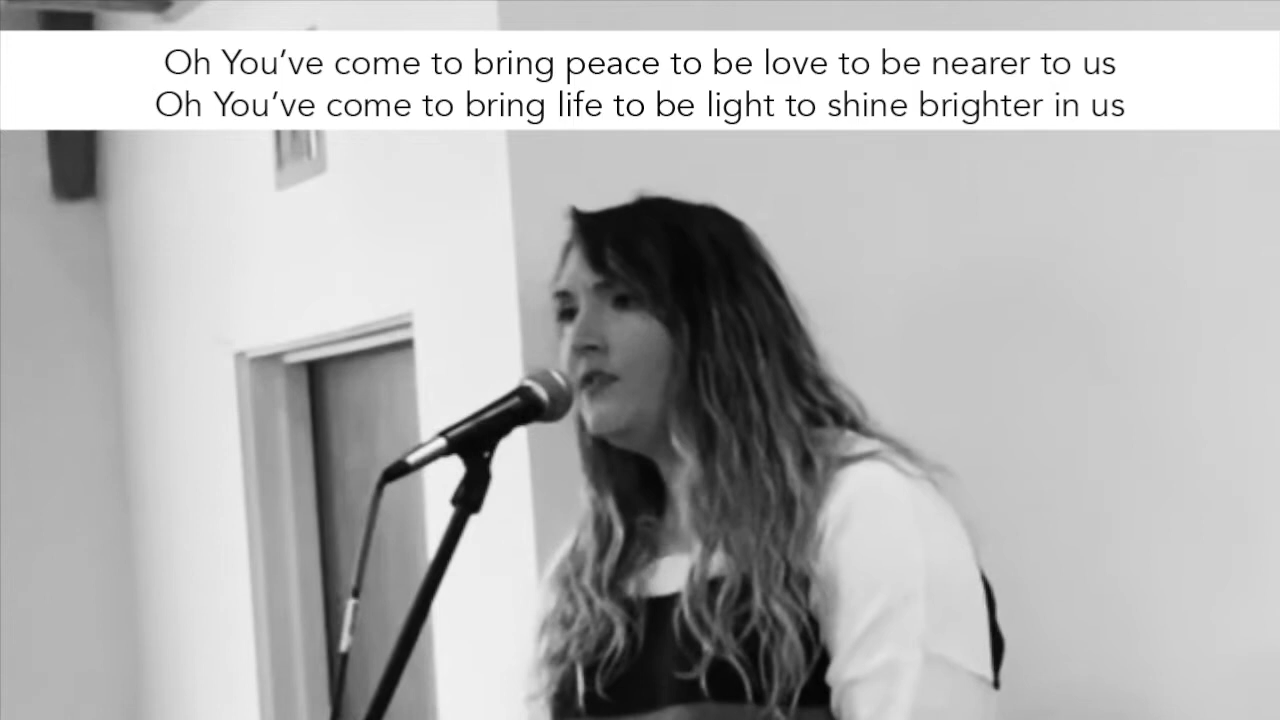 Oh You've come to bring peace to be love to be nearer to us
Oh You've come to bring life to be light to shine brighter in us